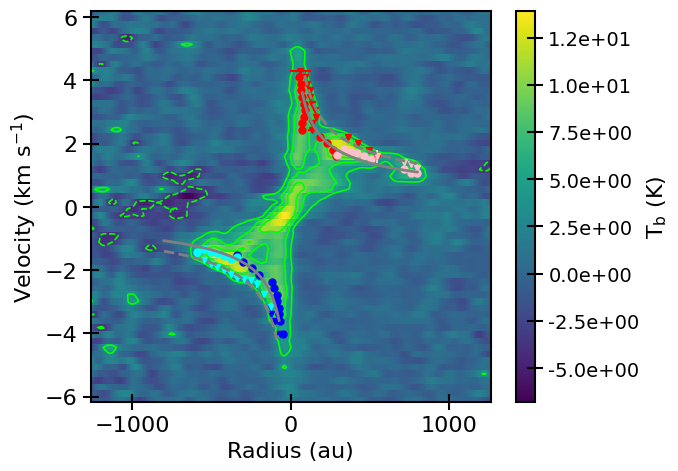 6
4
2
0
−2
−4
−6
Velocity (km s⁻¹)
−1000
0
1000
Radius (au)
1.2e+01
1.0e+01
7.5e+00
5.0e+00
2.5e+00
0.0e+00
-2.5e+00
-5.0e+00
T_b (K)